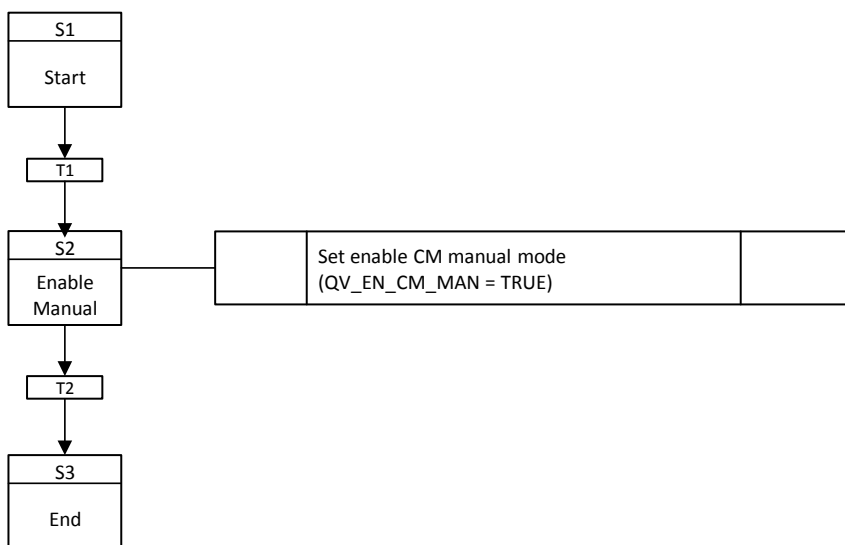 S1
Start
T1
S2
Enable
Manual
Set enable CM manual mode
(QV_EN_CM_MAN = TRUE)
T2
S3
End